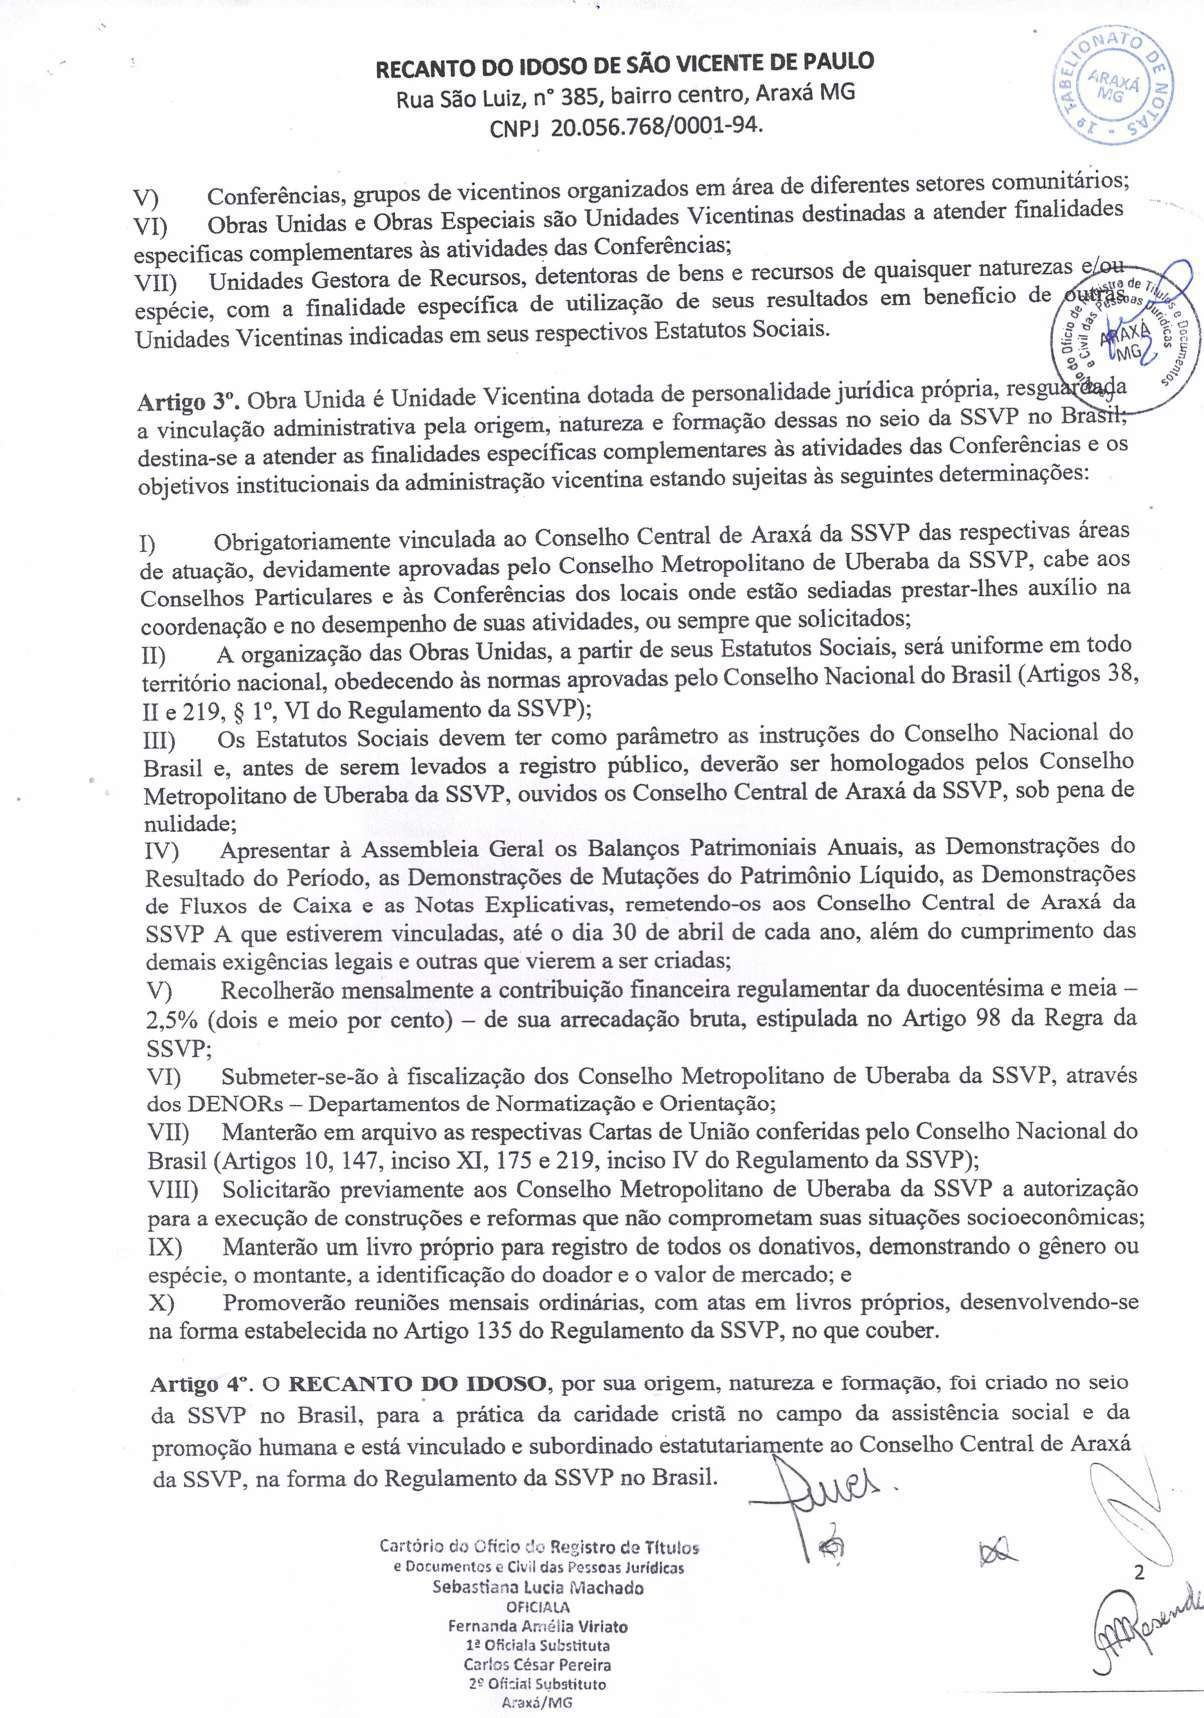 RECANTO DO IDOSO DE SÃO VICENTE DE PAULO
Rua São Luiz, n° 385, bairro centro, Araxá MG
CNPJ 20.056.768/0001-94.
1º TABELIONATO DE NOTAS -
ARAXÁ
MG
V) Conferências, grupos de vicentinos organizados em área de diferentes setores comunitários;
VI) Obras Unidas e Obras Especiais são Unidades Vicentinas destinadas a atender finalidades
especificas complementares às atividades das Conferências;
VII) Unidades Gestora de Recursos, detentoras de bens e recursos de quaisquer naturezas e/ou
espécie, com a finalidade específica de utilização de seus resultados em benefício de outras
Unidades Vicentinas indicadas em seus respectivos Estatutos Sociais.
do Oficio de Registro de Títulos e Documentos
e Civil das Pessoas Jurídicas
ARAXÁ
MG
Artigo 3º. Obra Unida é Unidade Vicentina dotada de personalidade jurídica própria, resguardada
a vinculação administrativa pela origem, natureza e formação dessas no seio da SSVP no Brasil;
destina-se a atender as finalidades específicas complementares às atividades das Conferências e os
objetivos institucionais da administração vicentina estando sujeitas às seguintes determinações:
I) Obrigatoriamente vinculada ao Conselho Central de Araxá da SSVP das respectivas áreas
de atuação, devidamente aprovadas pelo Conselho Metropolitano de Uberaba da SSVP, cabe aos
Conselhos Particulares e às Conferências dos locais onde estão sediadas prestar-lhes auxílio na
coordenação e no desempenho de suas atividades, ou sempre que solicitados;
II) A organização das Obras Unidas, a partir de seus Estatutos Sociais, será uniforme em todo
território nacional, obedecendo às normas aprovadas pelo Conselho Nacional do Brasil (Artigos 38,
II e 219, § 1º, VI do Regulamento da SSVP);
III) Os Estatutos Sociais devem ter como parâmetro as instruções do Conselho Nacional do
Brasil e, antes de serem levados a registro público, deverão ser homologados pelos Conselho
Metropolitano de Uberaba da SSVP, ouvidos os Conselho Central de Araxá da SSVP, sob pena de
nulidade;
IV) Apresentar à Assembleia Geral os Balanços Patrimoniais Anuais, as Demonstrações do
Resultado do Período, as Demonstrações de Mutações do Patrimônio Líquido, as Demonstrações
de Fluxos de Caixa e as Notas Explicativas, remetendo-os aos Conselho Central de Araxá da
SSVP A que estiverem vinculadas, até o dia 30 de abril de cada ano, além do cumprimento das
demais exigências legais e outras que vierem a ser criadas;
V) Recolherão mensalmente a contribuição financeira regulamentar da duocentésima e meia –
2,5% (dois e meio por cento) – de sua arrecadação bruta, estipulada no Artigo 98 da Regra da
SSVP;
VI) Submeter-se-ão à fiscalização dos Conselho Metropolitano de Uberaba da SSVP, através
dos DENORs – Departamentos de Normatização e Orientação;
VII) Manterão em arquivo as respectivas Cartas de União conferidas pelo Conselho Nacional do
Brasil (Artigos 10, 147, inciso XI, 175 e 219, inciso IV do Regulamento da SSVP);
VIII) Solicitarão previamente aos Conselho Metropolitano de Uberaba da SSVP a autorização
para a execução de construções e reformas que não comprometam suas situações socioeconômicas;
IX) Manterão um livro próprio para registro de todos os donativos, demonstrando o gênero ou
espécie, o montante, a identificação do doador e o valor de mercado; e
X) Promoverão reuniões mensais ordinárias, com atas em livros próprios, desenvolvendo-se
na forma estabelecida no Artigo 135 do Regulamento da SSVP, no que couber.
Artigo 4º. O RECANTO DO IDOSO, por sua origem, natureza e formação, foi criado no seio
da SSVP no Brasil, para a prática da caridade cristã no campo da assistência social e da
promoção humana e está vinculado e subordinado estatutariamente ao Conselho Central de Araxá
da SSVP, na forma do Regulamento da SSVP no Brasil.
Cartório do Oficio do Registro de Títulos
e Documentos e Civil das Pessoas Jurídicas
Sebastiana Lucia Machado
OFICIALA
Fernanda Amélia Viriato
1ª Oficiala Substituta
Carlos César Pereira
2º Oficial Substituto
Araxá/MG
2
Resende